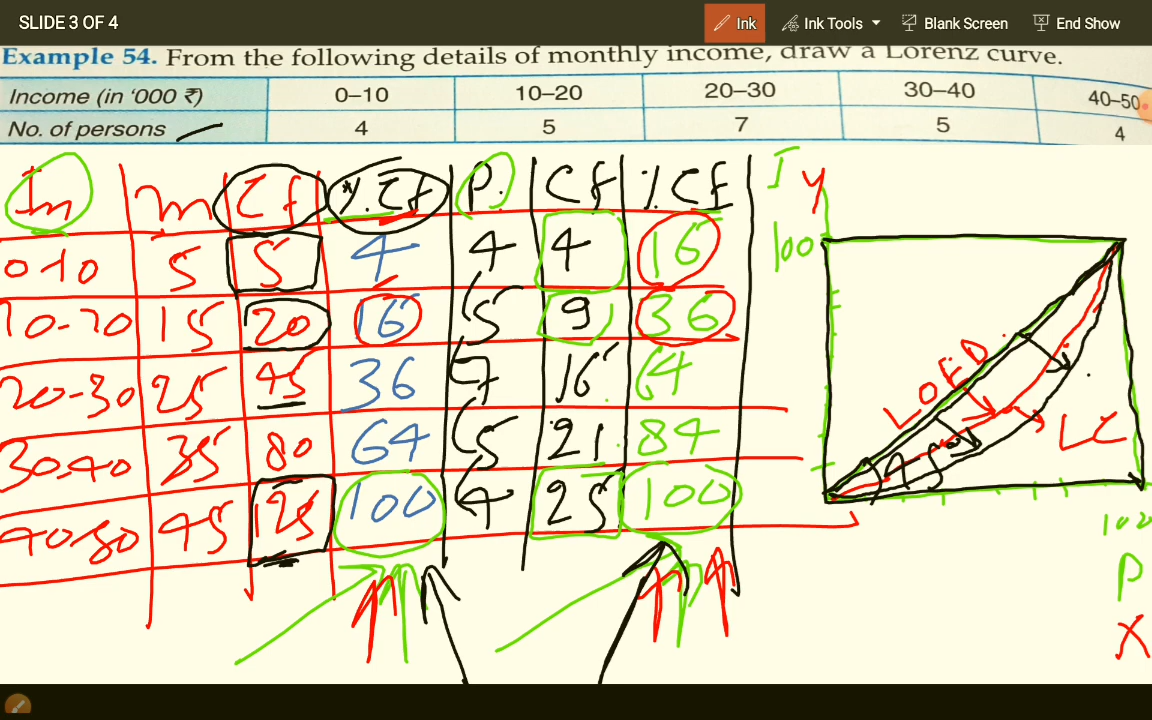 SLIDE 3 OF 4 Ink Ink Tools Blank Screen End Show
Example 54. From the following details of monthly income, draw a Lorenz curve.
Income (in '000 ₹) 0–10 10–20 20–30 30–40 40–50
No. of persons 4 5 7 5 4
In m Cf %.Cf P. Cf %Cf I y
0-10 5 5 4 4 4 16 100
10-20 15 20 16 5 9 36
20-30 25 45 36 7 16 64 LOED
30-40 35 80 64 5 21 84 LC
40-50 45 125 100 4 25 100 45°
100
P
X